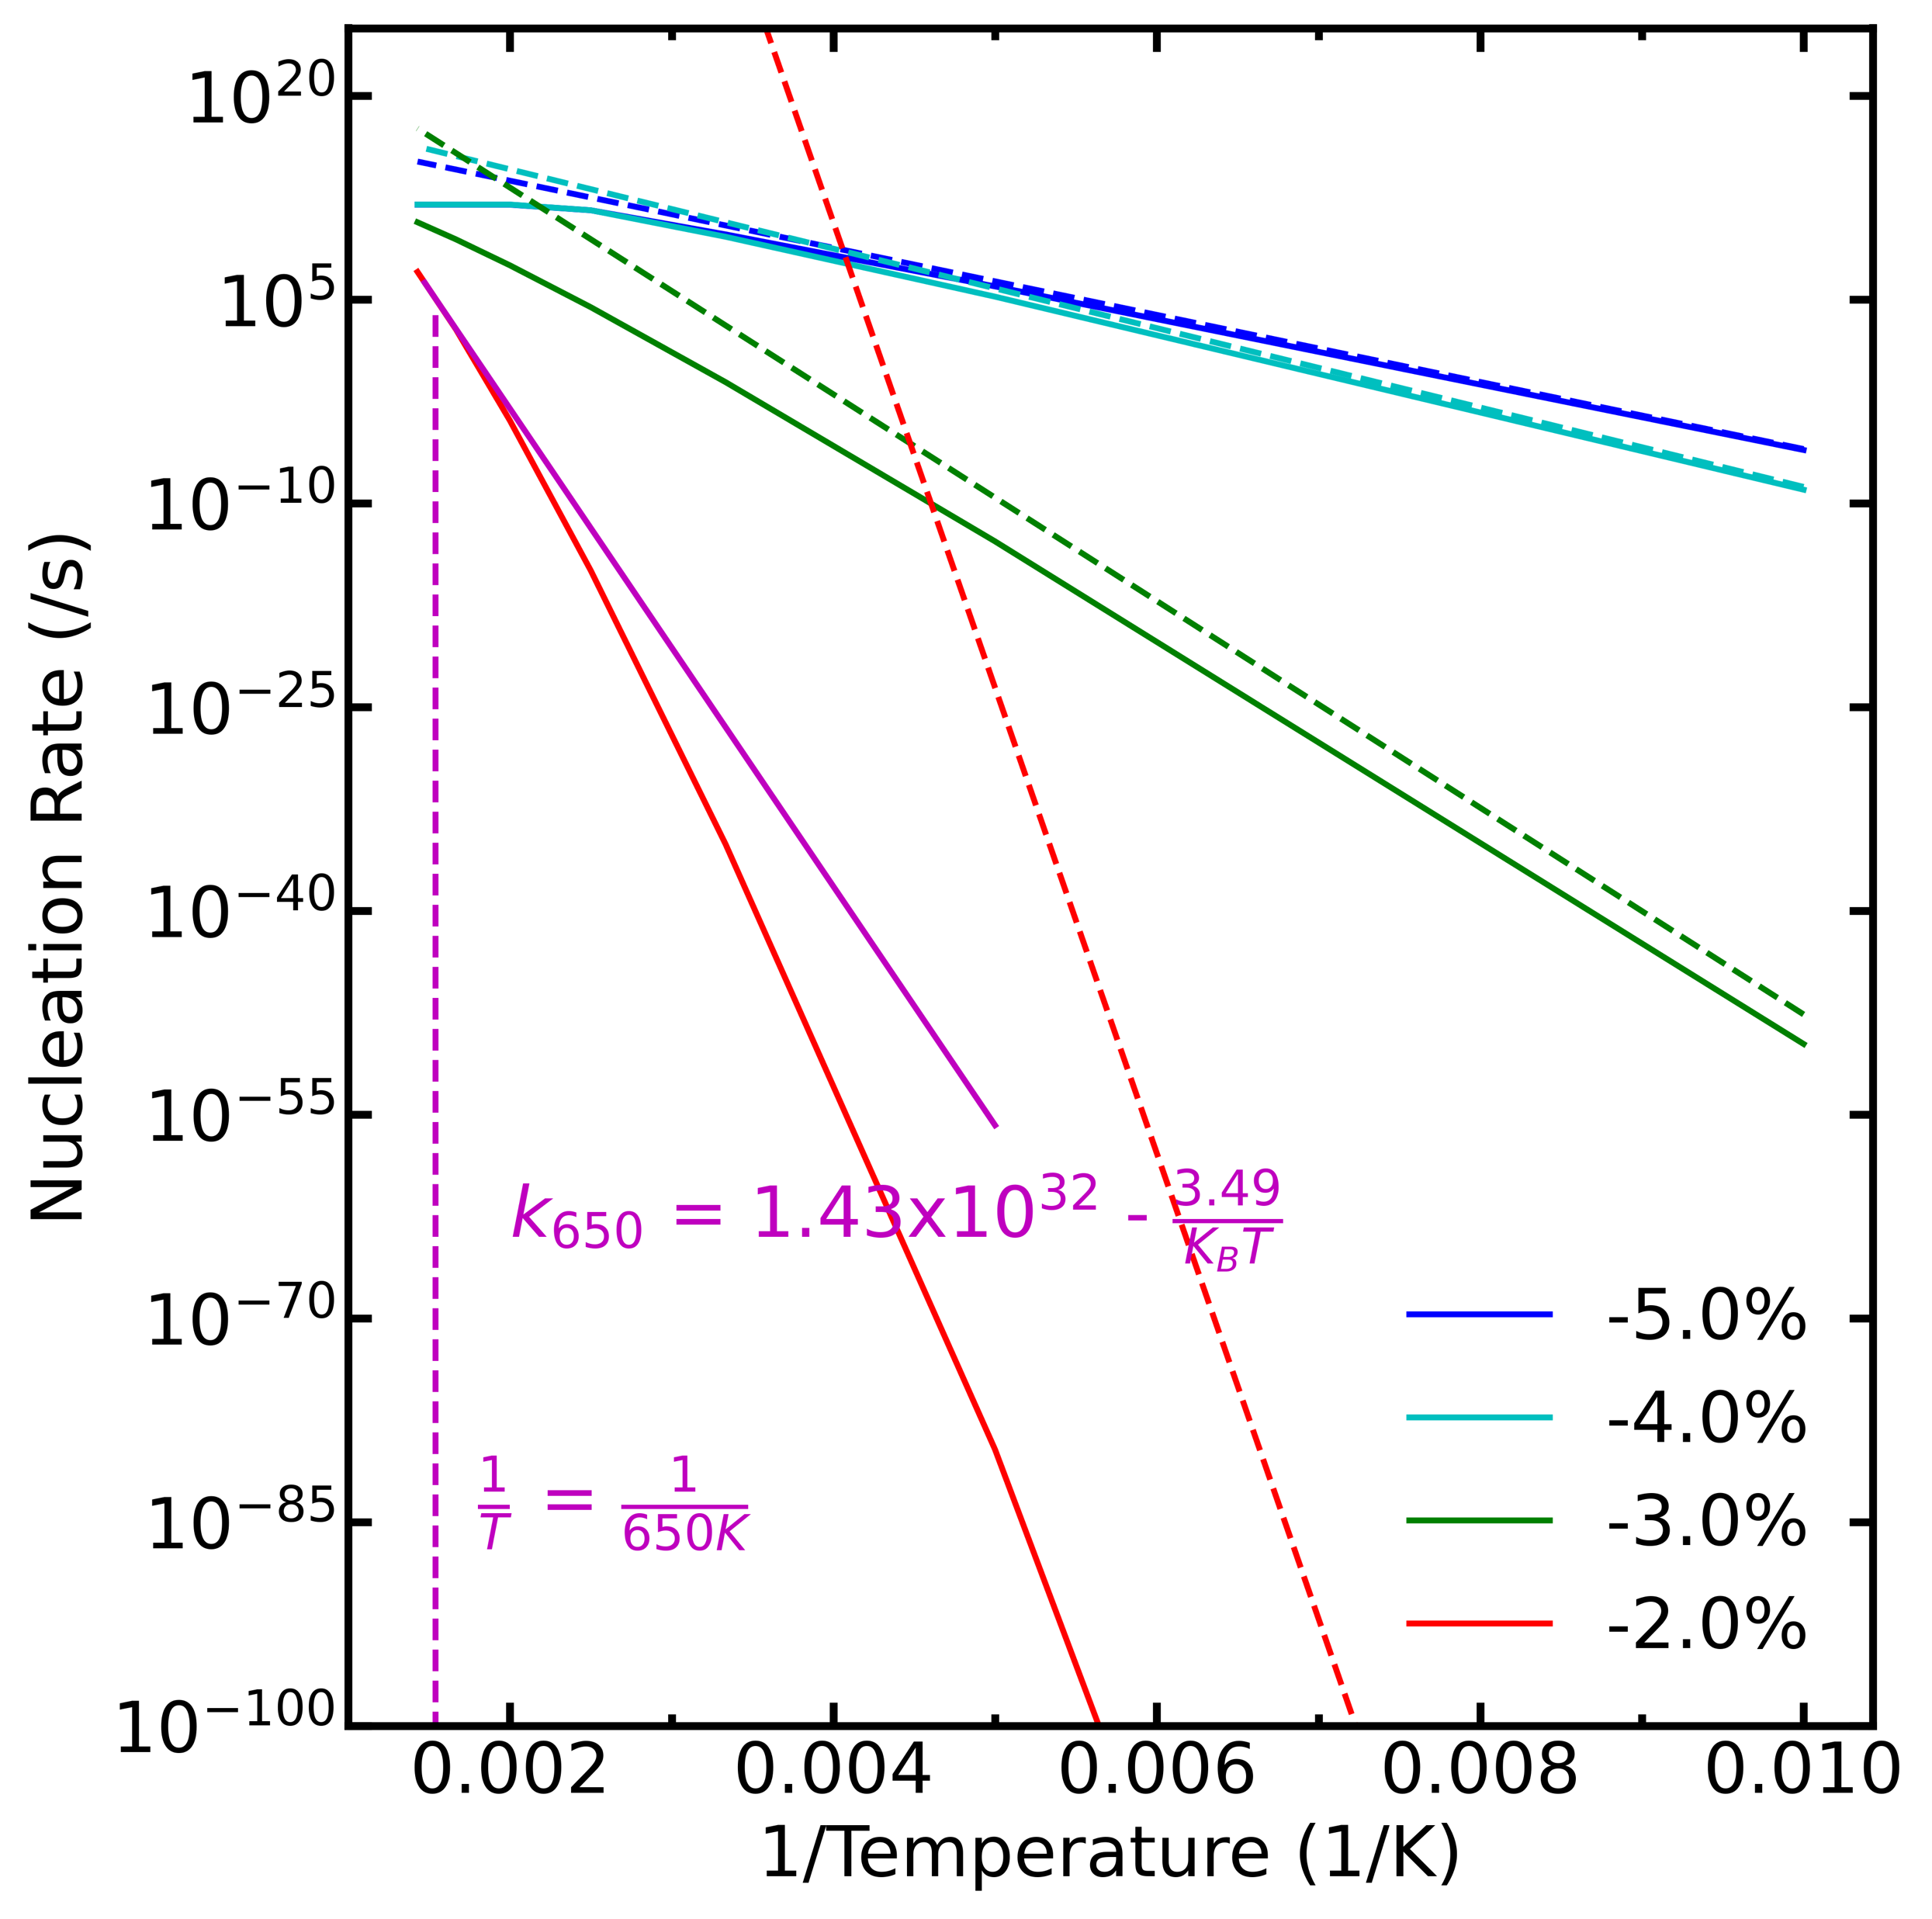 Nucleation Rate (/s)
10^20
10^5
10^−10
10^−25
10^−40
10^−55
10^−70
10^−85
10^−100
k_650 = 1.43x10^32 - 3.49/k_BT
1/T = 1/650K
-5.0%
-4.0%
-3.0%
-2.0%
0.002 0.004 0.006 0.008 0.010
1/Temperature (1/K)